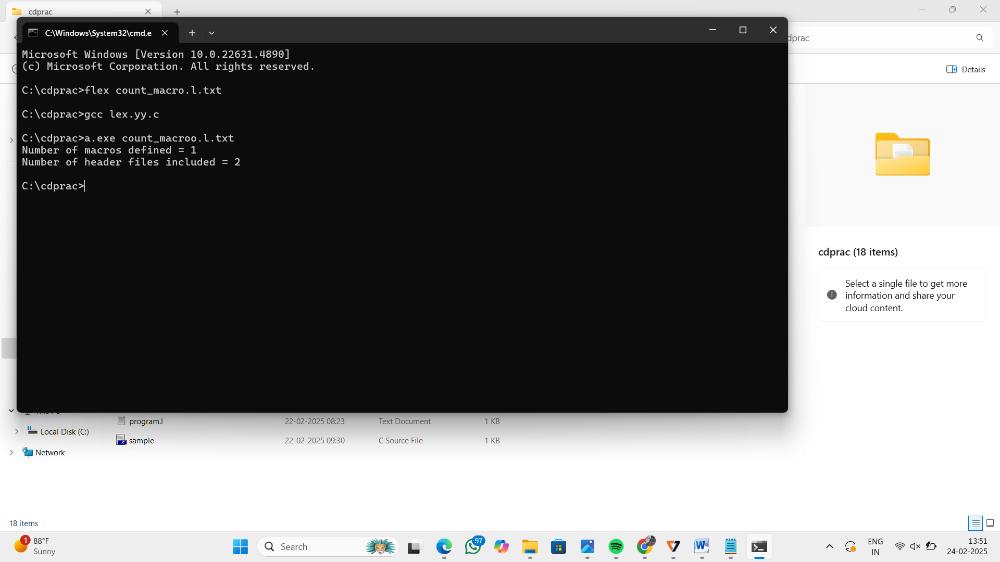 cdprac
C:\Windows\System32\cmd.e
dprac
Details
Microsoft Windows [Version 10.0.22631.4890]
(c) Microsoft Corporation. All rights reserved.
C:\cdprac>flex count_macro.l.txt
C:\cdprac>gcc lex.yy.c
C:\cdprac>a.exe count_macroo.l.txt
Number of macros defined = 1
Number of header files included = 2
C:\cdprac>
cdprac (18 items)
Select a single file to get more
information and share your
cloud content.
program.l 22-02-2025 08:23 Text Document 1 KB
Local Disk (C:)
sample 22-02-2025 09:30 C Source File 1 KB
Network
18 items
1
88°F
Sunny
Search
97
ENG
IN
13:51
24-02-2025